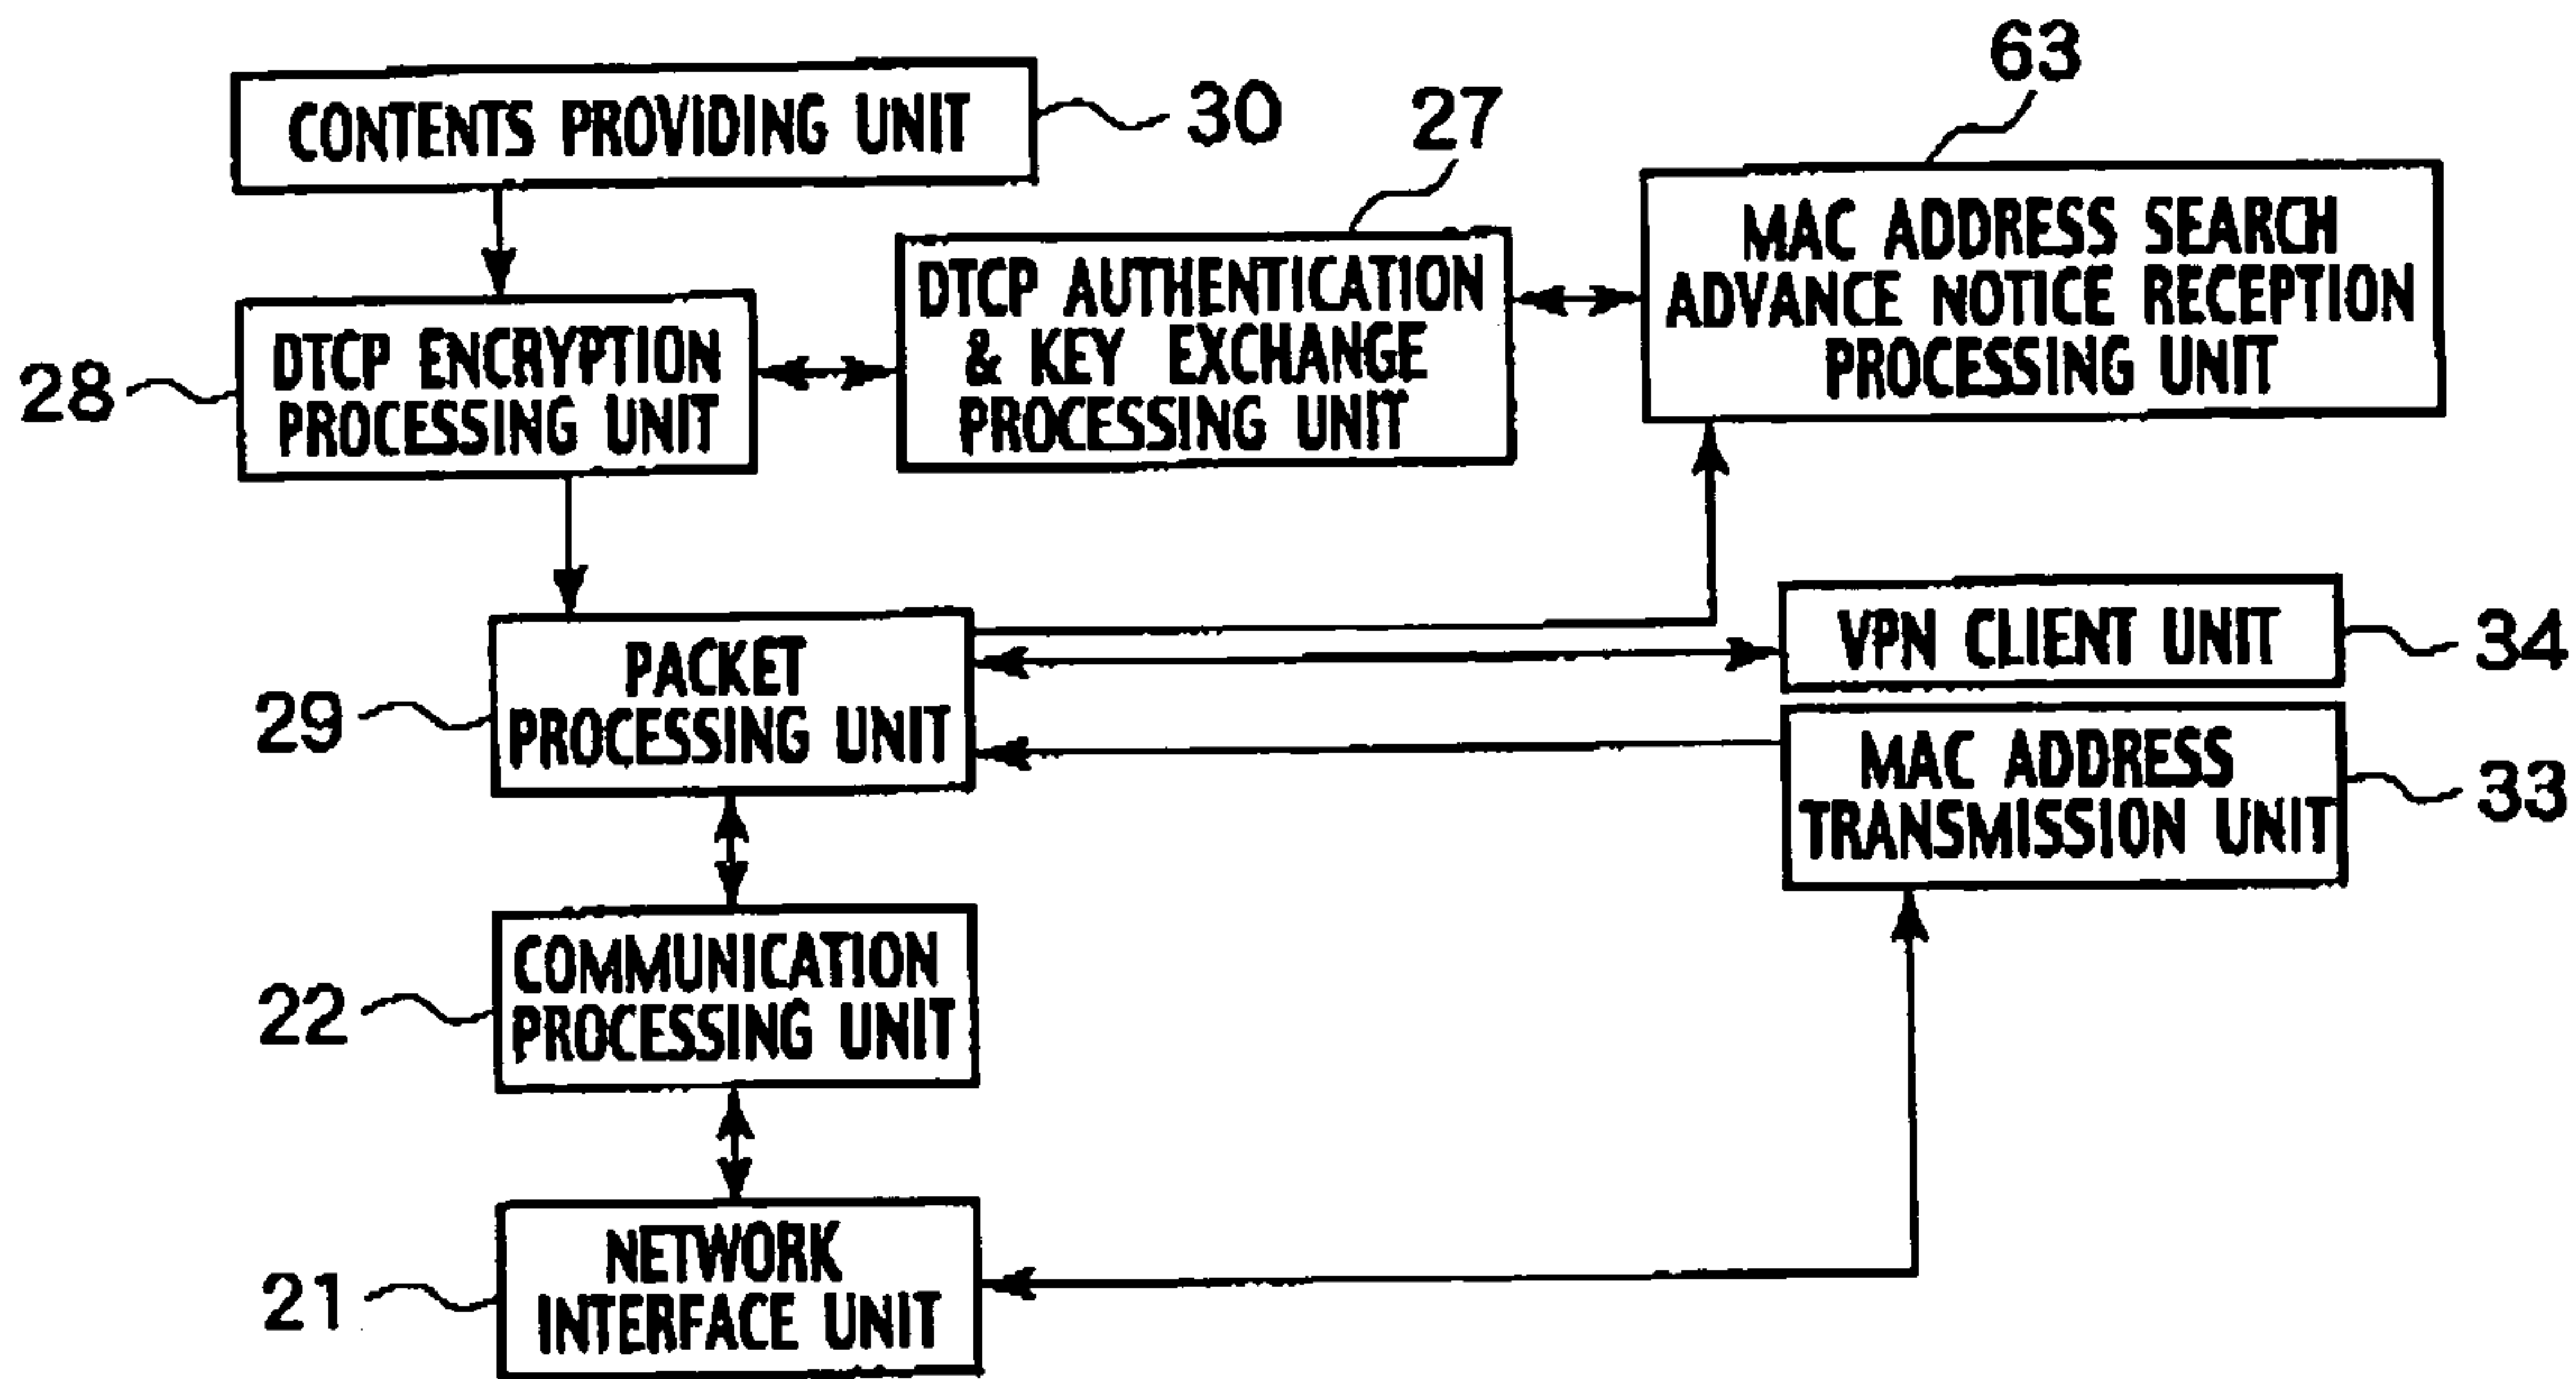 63
CONTENTS PROVIDING UNIT
30
27
MAC ADDRESS SEARCH
ADVANCE NOTICE RECEPTION
PROCESSING UNIT
DTCP AUTHENTICATION
& KEY EXCHANGE
PROCESSING UNIT
28
DTCP ENCRYPTION
PROCESSING UNIT
VPN CLIENT UNIT
34
29
PACKET
PROCESSING UNIT
MAC ADDRESS
TRANSMISSION UNIT
33
22
COMMUNICATION
PROCESSING UNIT
21
NETWORK
INTERFACE UNIT